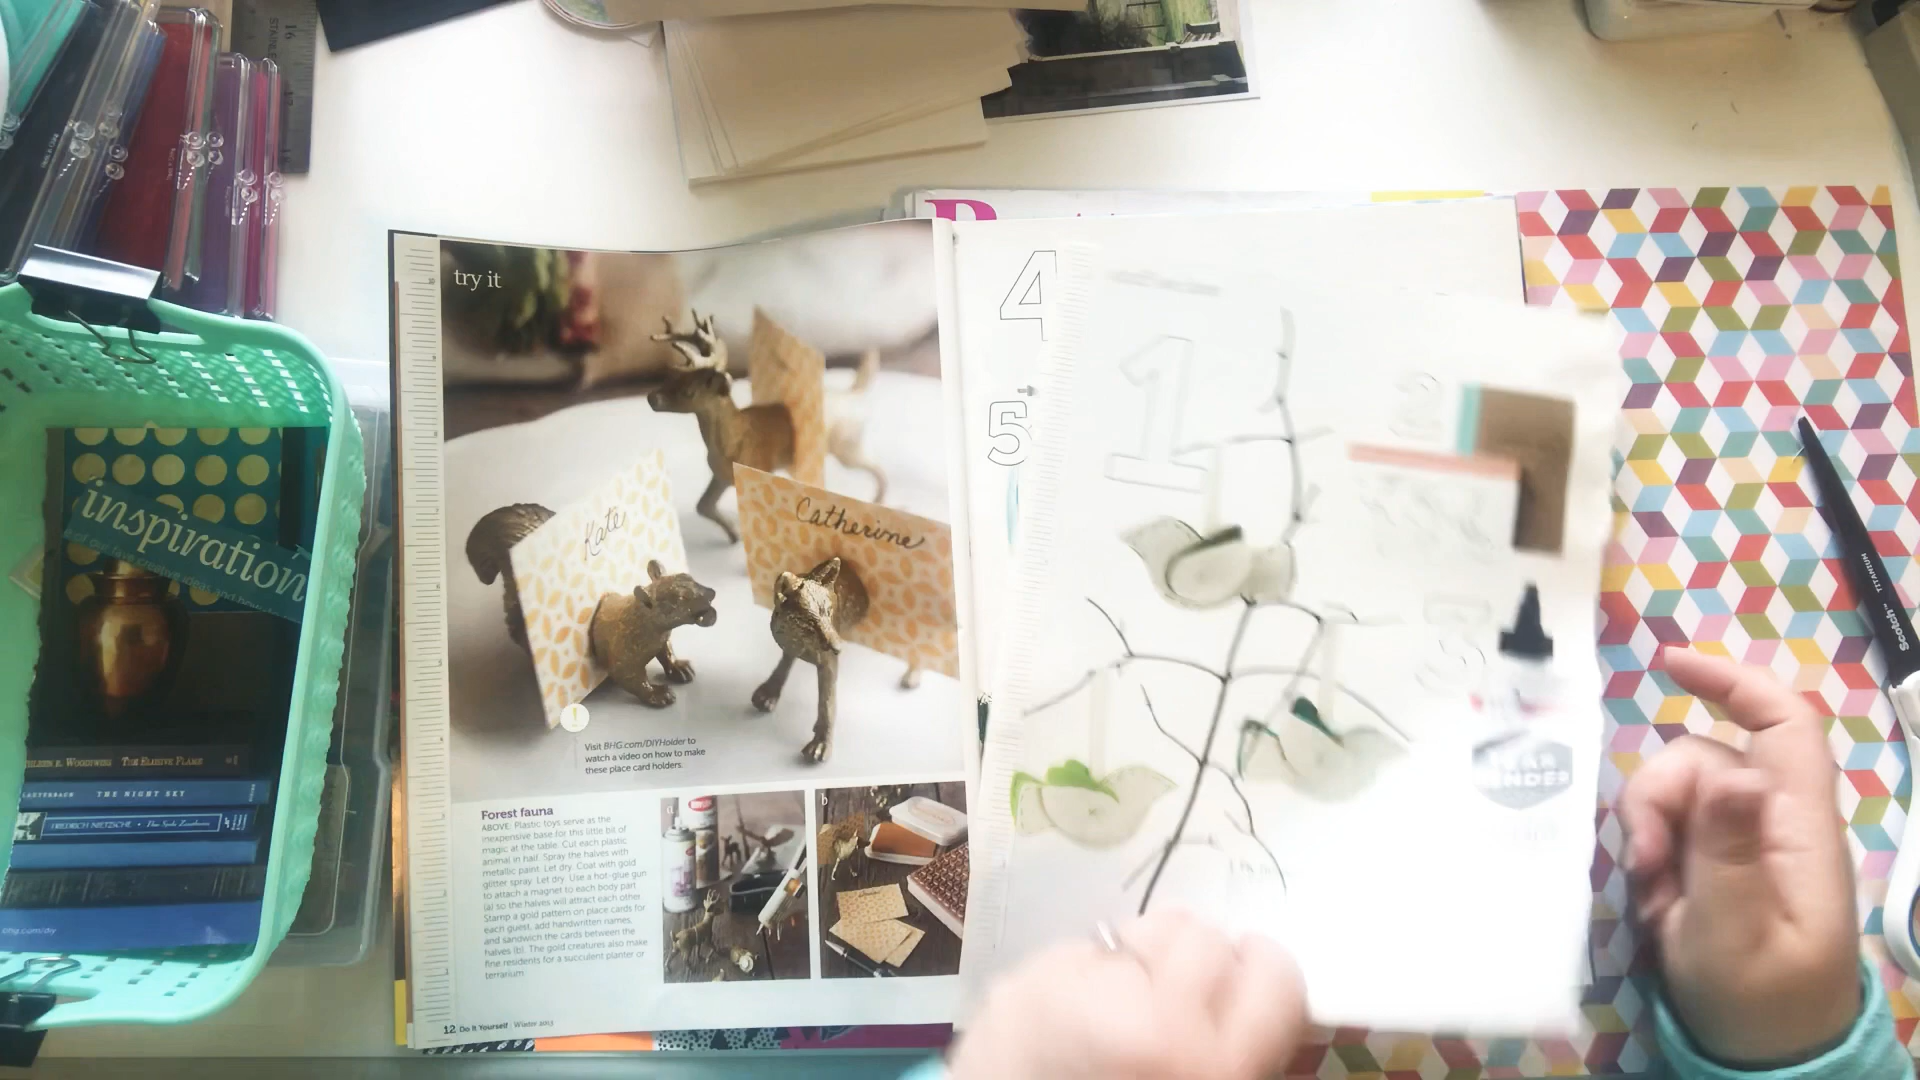 STAINLESS
inspiration
THE ELUSIVE FLAME
THE NIGHT SKY
FRIEDRICH NIETZSCHE
bhg.com/diy
try it
Kate
Catherine
!
Visit BHG.com/DIYHolder to
watch a video on how to make
these place card holders.
Forest fauna
ABOVE: Plastic toys serve as the
inexpensive base for this little bit of
magic at the table. Cut each plastic
animal in half. Spray the halves with
metallic paint. Let dry. Coat with gold
glitter spray. Let dry. Use a hot-glue gun
to attach a magnet to each body part
(a) so the halves will attract each other.
Stamp a gold pattern on place cards for
each guest, add handwritten names,
and sandwich the cards between the
halves (b). The gold creatures also make
fine residents for a succulent planter or
terrarium.
a
b
12 Do It Yourself | Winter 2013
4
5
1
2
3
Scotch TITANIUM